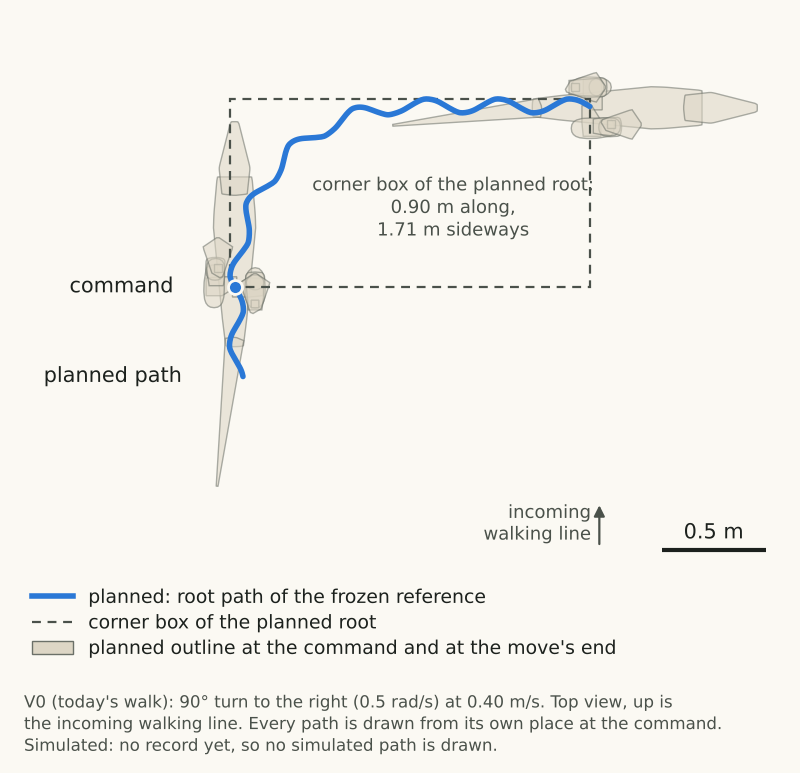 corner box of the planned root:
0.90 m along,
1.71 m sideways
command
planned path
incoming
walking line
0.5 m
planned: root path of the frozen reference
corner box of the planned root
planned outline at the command and at the move's end
V0 (today's walk): 90° turn to the right (0.5 rad/s) at 0.40 m/s. Top view, up is
the incoming walking line. Every path is drawn from its own place at the command.
Simulated: no record yet, so no simulated path is drawn.